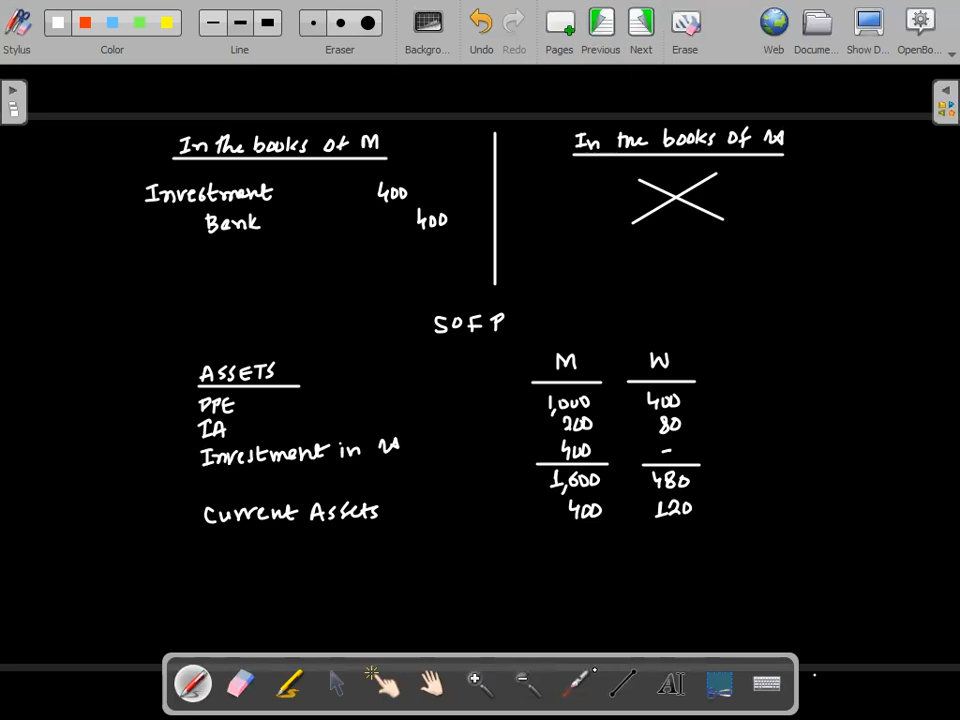 Stylus
Color
Line
Eraser
Backgro...
Undo
Redo
Pages
Previous
Next
Erase
Web
Docume...
Show D...
OpenBo...
In the books of M
In the books of W
Investment 400
Bank 400
SOFP
ASSETS M W
PPE 1,000 400
IA 200 80
Investment in W 400 -
1,600 480
Current Assets 400 120